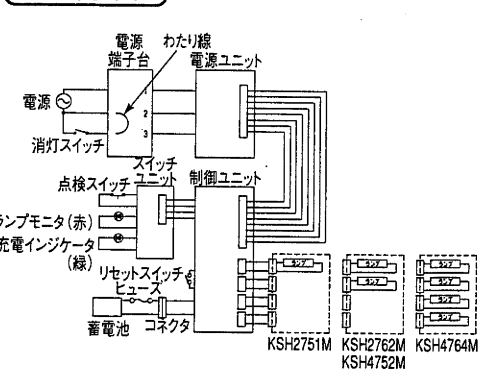 電源
端子台
わたり線
電源ユニット
電源
1
2
3
消灯スイッチ
スイッチ
ユニット
制御ユニット
点検スイッチ
ランプモニタ(赤)
充電インジケータ
(緑)
リセットスイッチ
ヒューズ
蓄電池
コネクタ
ランプ
ランプ
ランプ
ランプ
ランプ
ランプ
ランプ
KSH2751M
KSH2762M
KSH4752M
KSH4764M